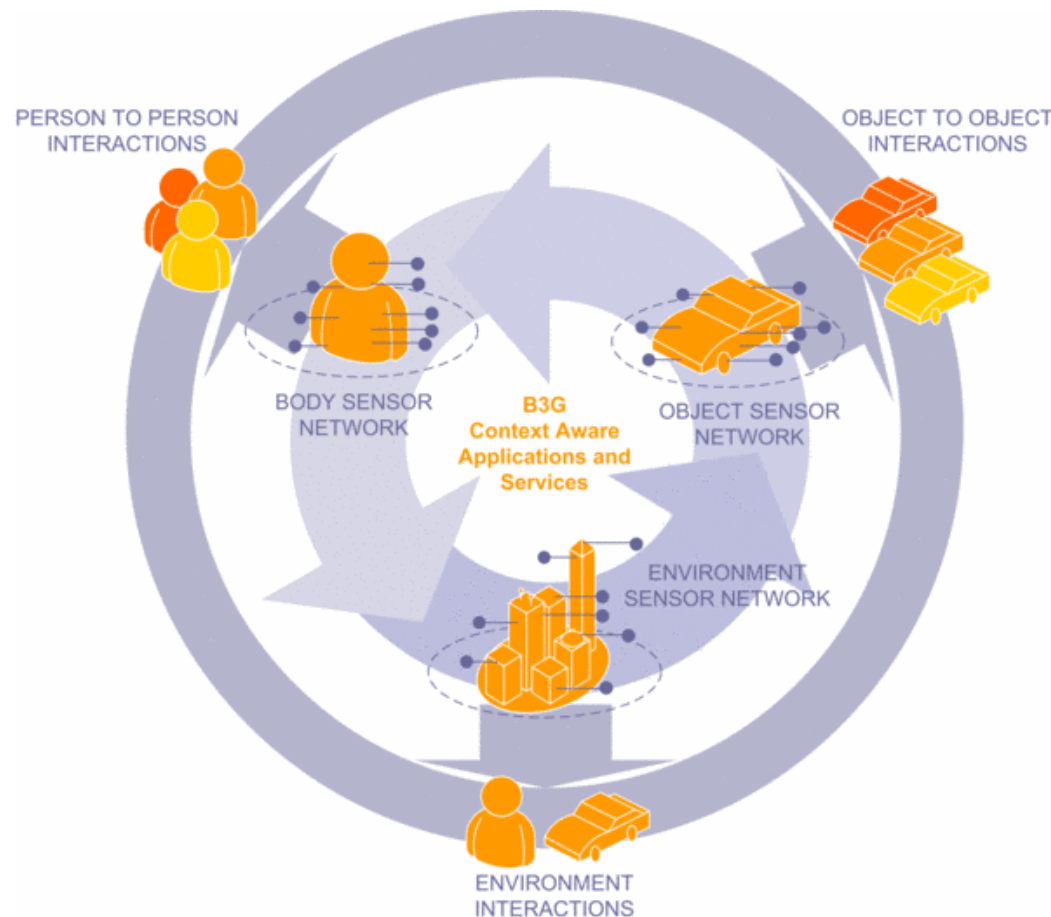 PERSON TO PERSON
INTERACTIONS
OBJECT TO OBJECT
INTERACTIONS
BODY SENSOR
NETWORK
B3G
Context Aware
Applications and
Services
OBJECT SENSOR
NETWORK
ENVIRONMENT
SENSOR NETWORK
ENVIRONMENT
INTERACTIONS